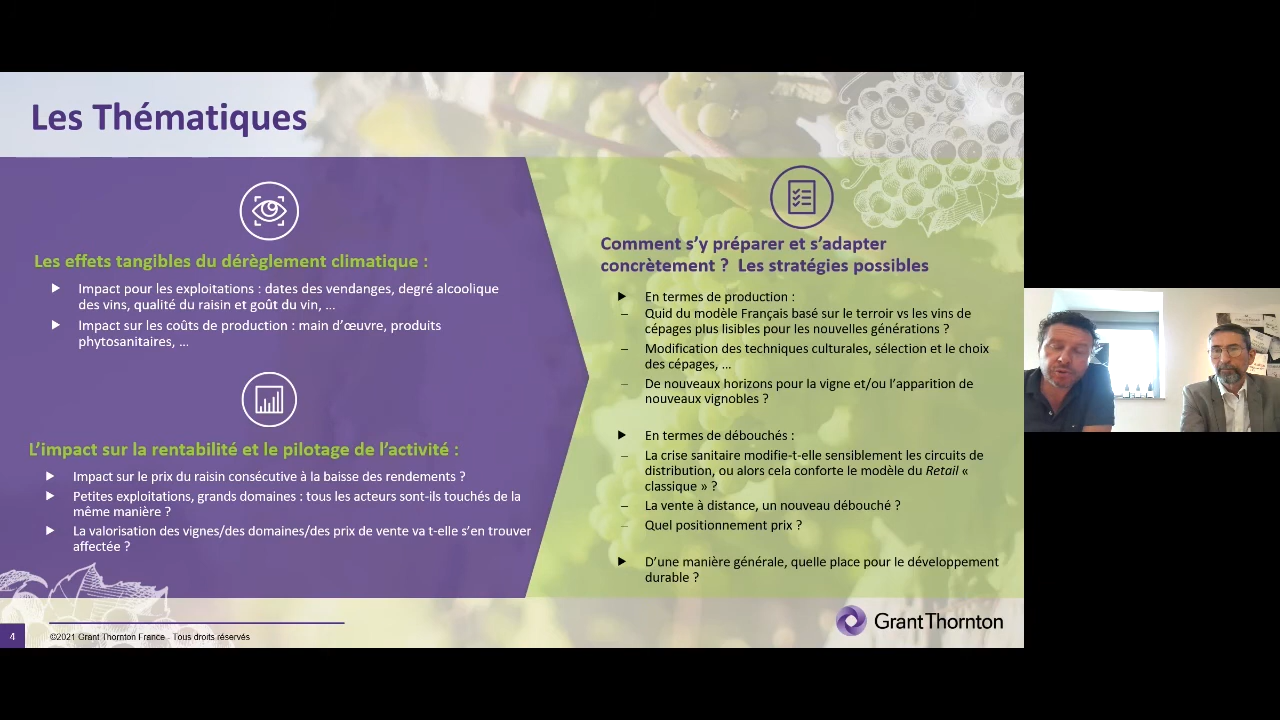 Les Thématiques
Les effets tangibles du dérèglement climatique :
Impact pour les exploitations : dates des vendanges, degré alcoolique
des vins, qualité du raisin et goût du vin, …
Impact sur les coûts de production : main d’œuvre, produits
phytosanitaires, …
L’impact sur la rentabilité et le pilotage de l’activité :
Impact sur le prix du raisin consécutive à la baisse des rendements ?
Petites exploitations, grands domaines : tous les acteurs sont-ils touchés de la
même manière ?
La valorisation des vignes/des domaines/des prix de vente va t-elle s’en trouver
affectée ?
Comment s’y préparer et s’adapter
concrètement ? Les stratégies possibles
En termes de production :
– Quid du modèle Français basé sur le terroir vs les vins de
cépages plus lisibles pour les nouvelles générations ?
– Modification des techniques culturales, sélection et le choix
des cépages, …
– De nouveaux horizons pour la vigne et/ou l’apparition de
nouveaux vignobles ?
En termes de débouchés :
– La crise sanitaire modifie-t-elle sensiblement les circuits de
distribution, ou alors cela conforte le modèle du Retail «
classique » ?
– La vente à distance, un nouveau débouché ?
– Quel positionnement prix ?
D’une manière générale, quelle place pour le développement
durable ?
4
©2021 Grant Thornton France - Tous droits réservés
Grant Thornton